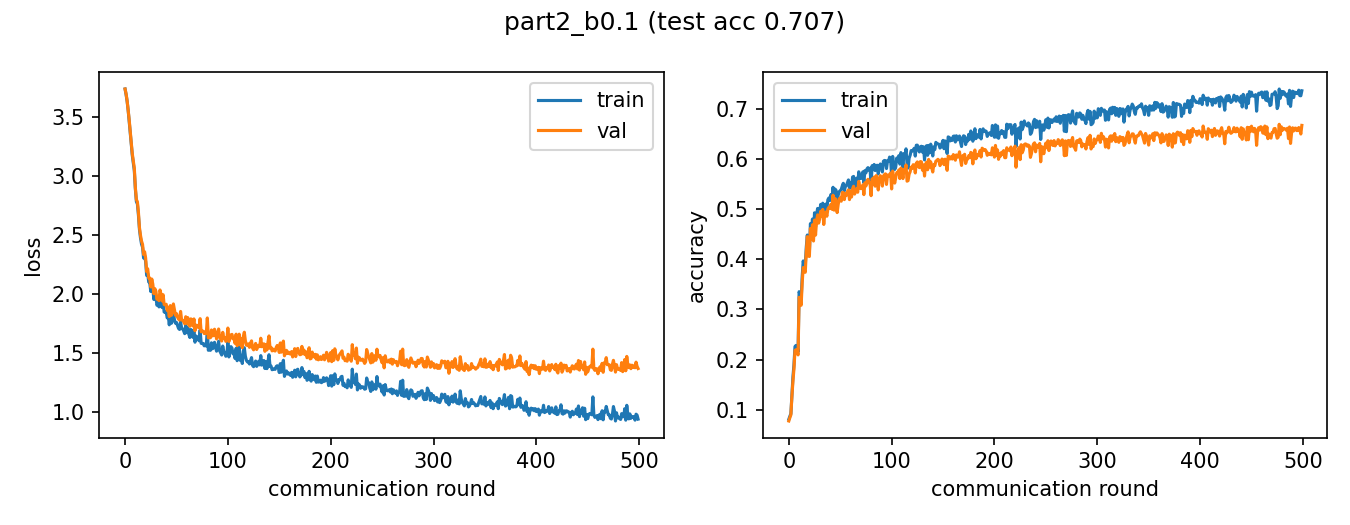 part2_b0.1 (test acc 0.707)
loss
3.5
3.0
2.5
2.0
1.5
1.0
train
val
0 100 200 300 400 500
communication round
accuracy
0.7
0.6
0.5
0.4
0.3
0.2
0.1
train
val
0 100 200 300 400 500
communication round